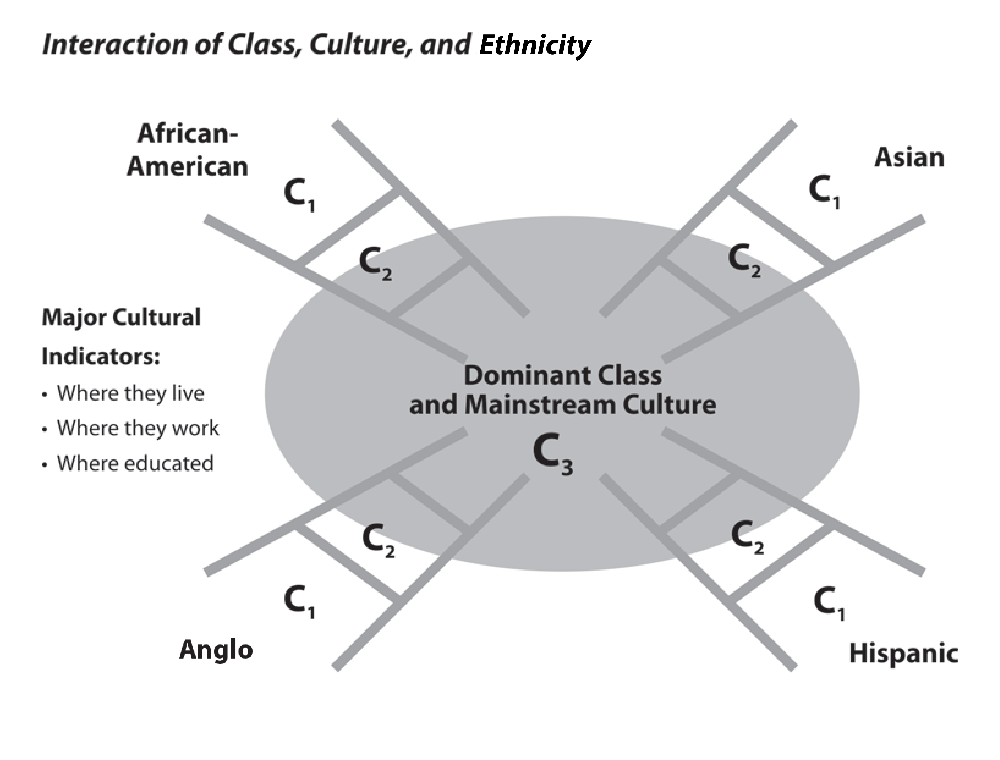 Interaction of Class, Culture, and Ethnicity
African-
American
Asian
C1
C1
C2
C2
Major Cultural
Indicators:
• Where they live
• Where they work
• Where educated
Dominant Class
and Mainstream Culture
C3
C2
C2
C1
C1
Anglo
Hispanic